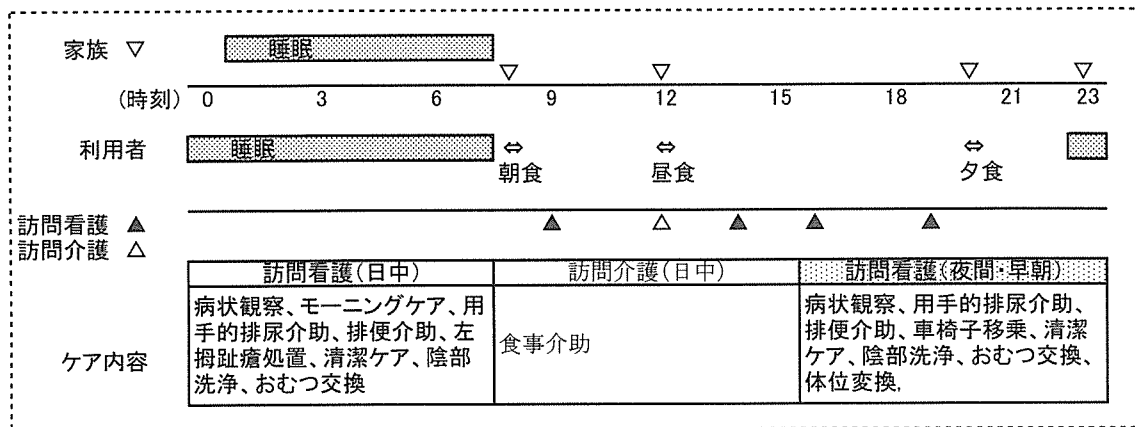 家族 ▽
睡眠
▽ ▽ ▽ ▽
(時刻) 0 3 6 9 12 15 18 21 23
利用者
睡眠
⇔ ⇔ ⇔
朝食 昼食 夕食
訪問看護 ▲
訪問介護 △
訪問看護(日中) 訪問介護(日中) 訪問看護(夜間・早朝)
ケア内容
病状観察、モーニングケア、用
手的排尿介助、排便介助、左
拇趾瘡処置、清潔ケア、陰部
洗浄、おむつ交換
食事介助
病状観察、用手的排尿介助、
排便介助、車椅子移乗、清潔
ケア、陰部洗浄、おむつ交換、
体位変換,